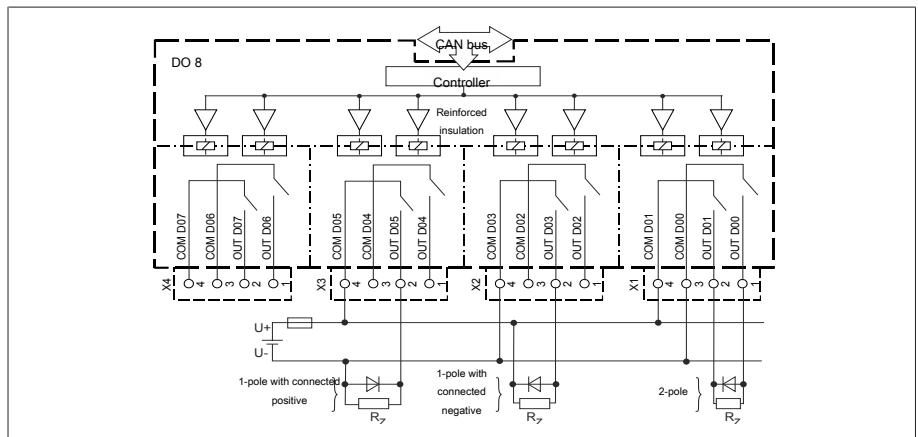 CAN bus
DO 8
Controller
Reinforced
insulation
COM D07
COM D06
OUT D07
OUT D06
COM D05
COM D04
OUT D05
OUT D04
COM D03
COM D02
OUT D03
OUT D02
COM D01
COM D00
OUT D01
OUT D00
X4
4
3
2
1
X3
4
3
2
1
X2
4
3
2
1
X1
4
3
2
1
U+
U-
1-pole with connected
positive
1-pole with
connected
negative
2-pole
RZ
RZ
RZ